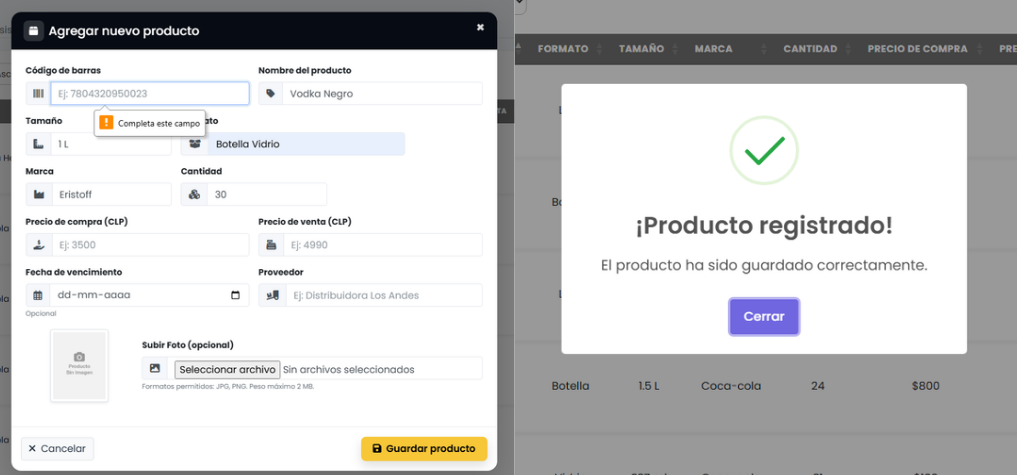 Agregar nuevo producto
Código de barras
Nombre del producto
Ej: 7804320950023
Vodka Negro
Completa este campo
Tamaño
ato
1 L
Botella Vidrio
Marca
Cantidad
Eristoff
30
Precio de compra (CLP)
Precio de venta (CLP)
Ej: 3500
Ej: 4990
Fecha de vencimiento
Proveedor
dd-mm-aaaa
Ej: Distribuidora Los Andes
Opcional
Producto
Sin Imagen
Subir Foto (opcional)
Seleccionar archivo Sin archivos seleccionados
Formatos permitidos: JPG, PNG. Peso máximo 2 MB.
Cancelar
Guardar producto
FORMATO TAMAÑO MARCA CANTIDAD PRECIO DE COMPRA PRE
¡Producto registrado!
El producto ha sido guardado correctamente.
Cerrar
Botella 1.5 L Coca-cola 24 $800